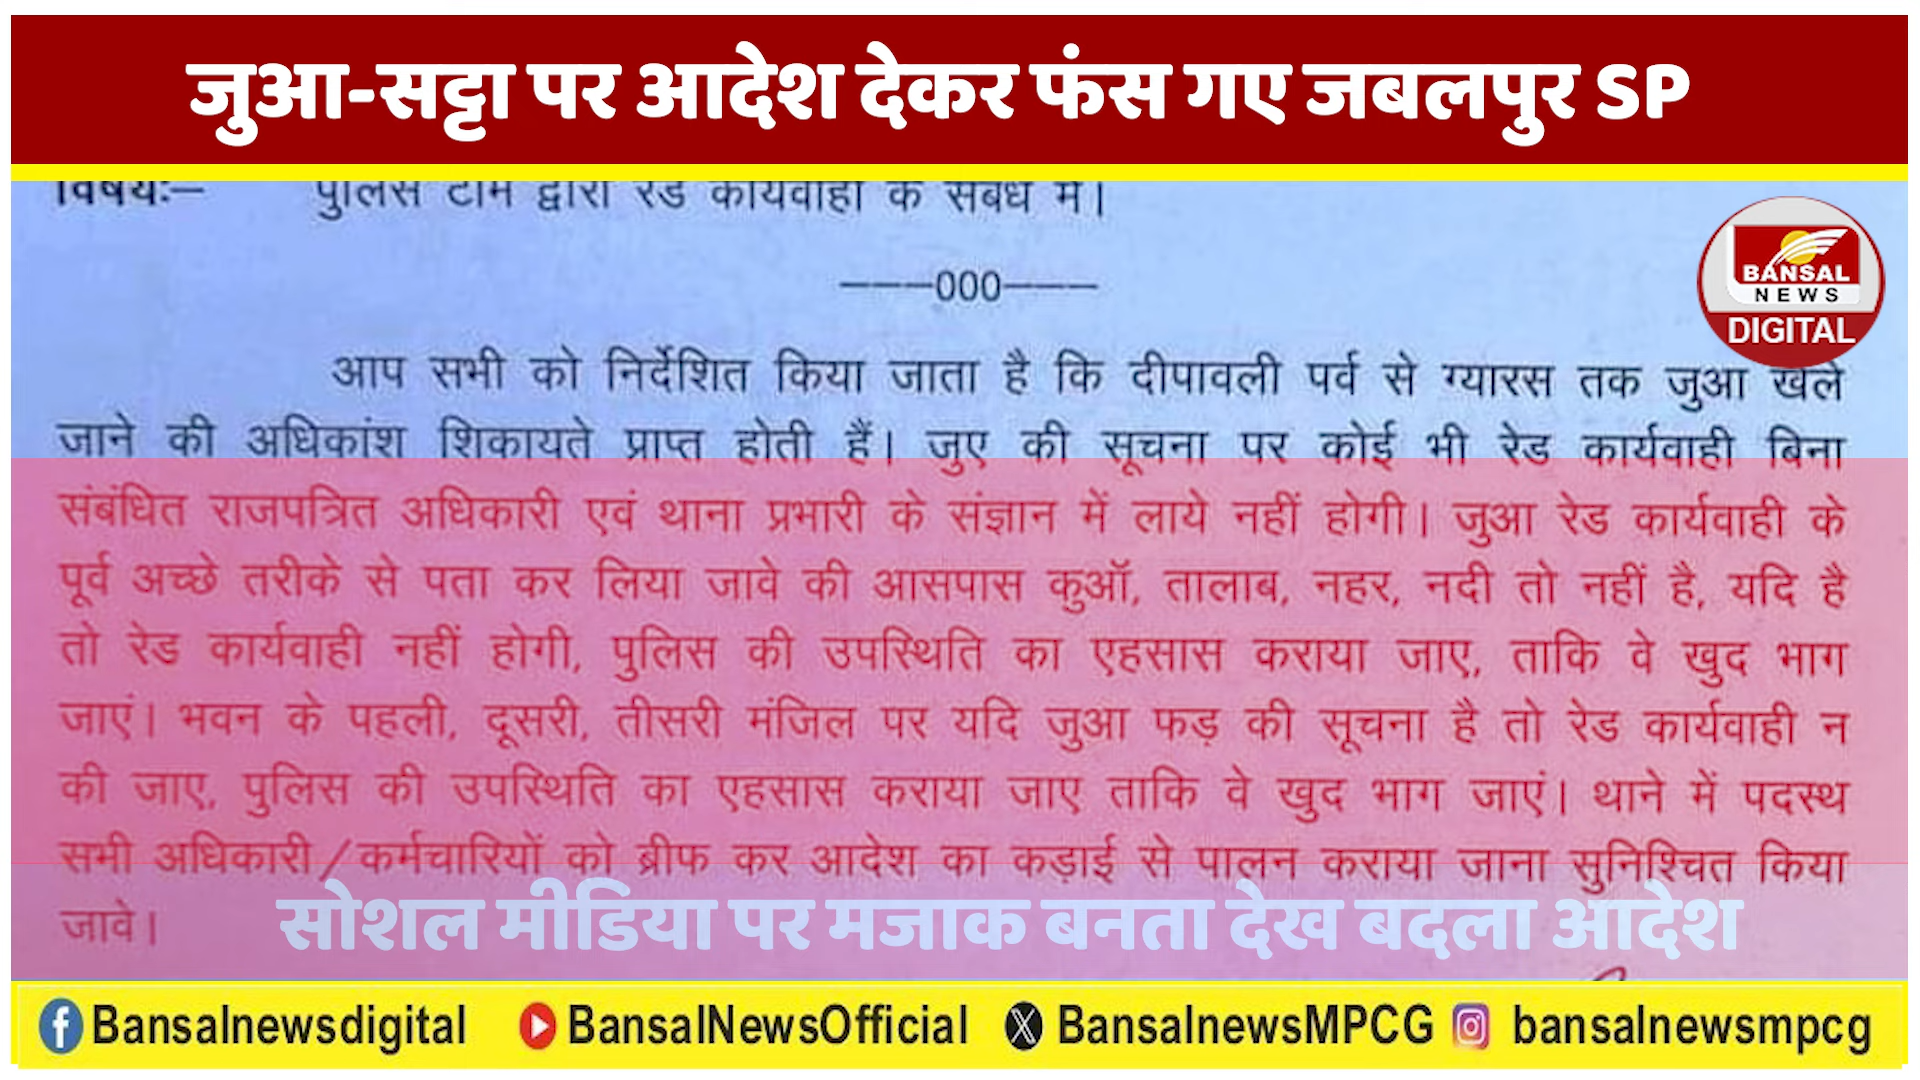 जुआ-सट्टा पर आदेश देकर फंस गए जबलपुर SP
विषयः— पुलिस टीम द्वारा रेड कार्यवाही के संबंध में।
BANSAL
NEWS
DIGITAL
———000———
आप सभी को निर्देशित किया जाता है कि दीपावली पर्व से ग्यारस तक जुआ खेले
जाने की अधिकांश शिकायते प्राप्त होती हैं। जुए की सूचना पर कोई भी रेड कार्यवाही बिना
संबंधित राजपत्रित अधिकारी एवं थाना प्रभारी के संज्ञान में लाये नहीं होगी। जुआ रेड कार्यवाही के
पूर्व अच्छे तरीके से पता कर लिया जावे की आसपास कुऑ, तालाब, नहर, नदी तो नहीं है, यदि है
तो रेड कार्यवाही नहीं होगी, पुलिस की उपस्थिति का एहसास कराया जाए, ताकि वे खुद भाग
जाएं। भवन के पहली, दूसरी, तीसरी मंजिल पर यदि जुआ फड़ की सूचना है तो रेड कार्यवाही न
की जाए, पुलिस की उपस्थिति का एहसास कराया जाए ताकि वे खुद भाग जाएं। थाने में पदस्थ
सभी अधिकारी/कर्मचारियों को ब्रीफ कर आदेश का कड़ाई से पालन कराया जाना सुनिश्चित किया
जावे।
सोशल मीडिया पर मजाक बनता देख बदला आदेश
Bansalnewsdigital BansalNewsOfficial BansalnewsMPCG bansalnewsmpcg